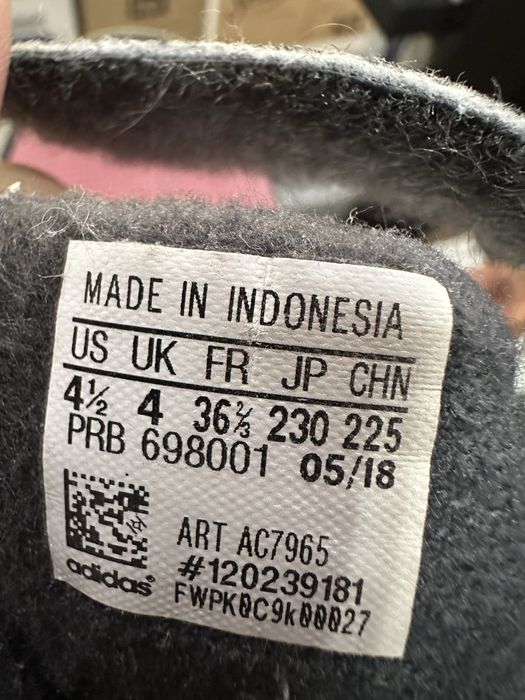 MADE IN INDONESIA
US UK FR JP CHN
4½ 4 36⅔ 230 225
PRB 698001 05/18
ART AC7965
#120239181
adidas®
FWPK0C9k00027